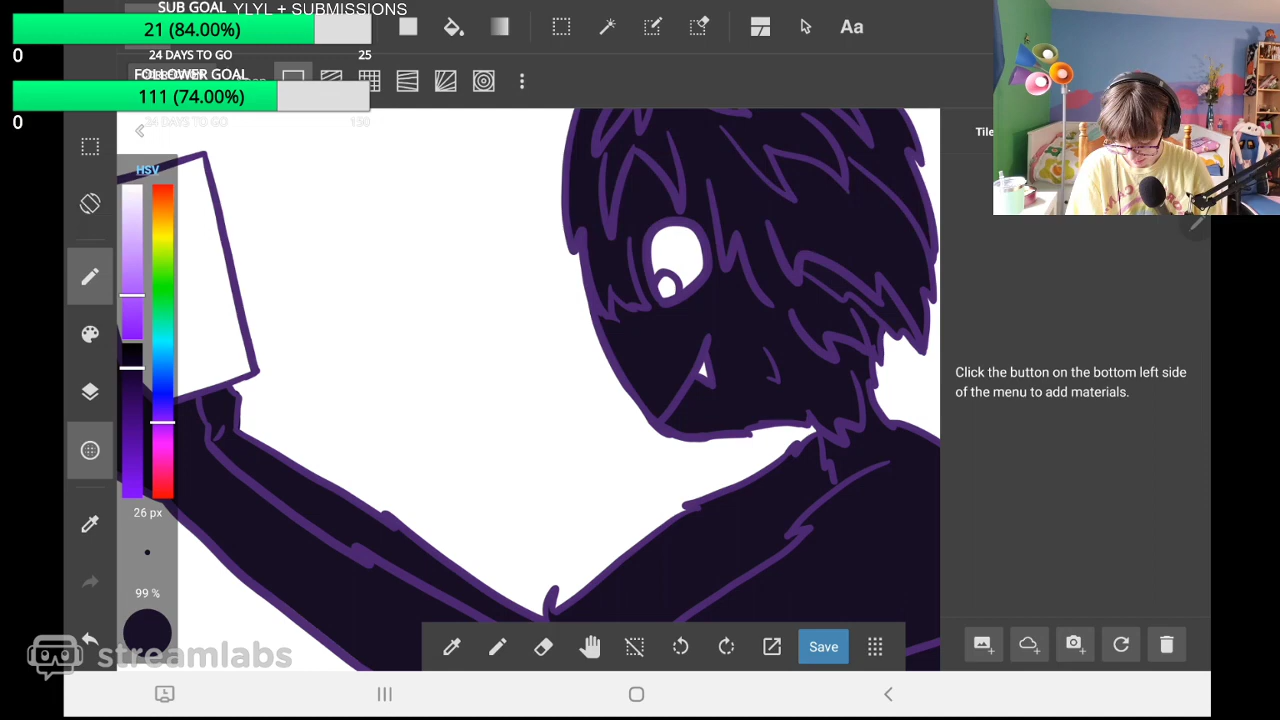 SUB GOAL
YLYL + SUBMISSIONS
21 (84.00%)
0
24 DAYS TO GO
25
FOLLOWER GOAL
111 (74.00%)
0
24 DAYS TO GO
150
Aa
HSV
26 px
99 %
Tile
Click the button on the bottom left side
of the menu to add materials.
Save
streamlabs